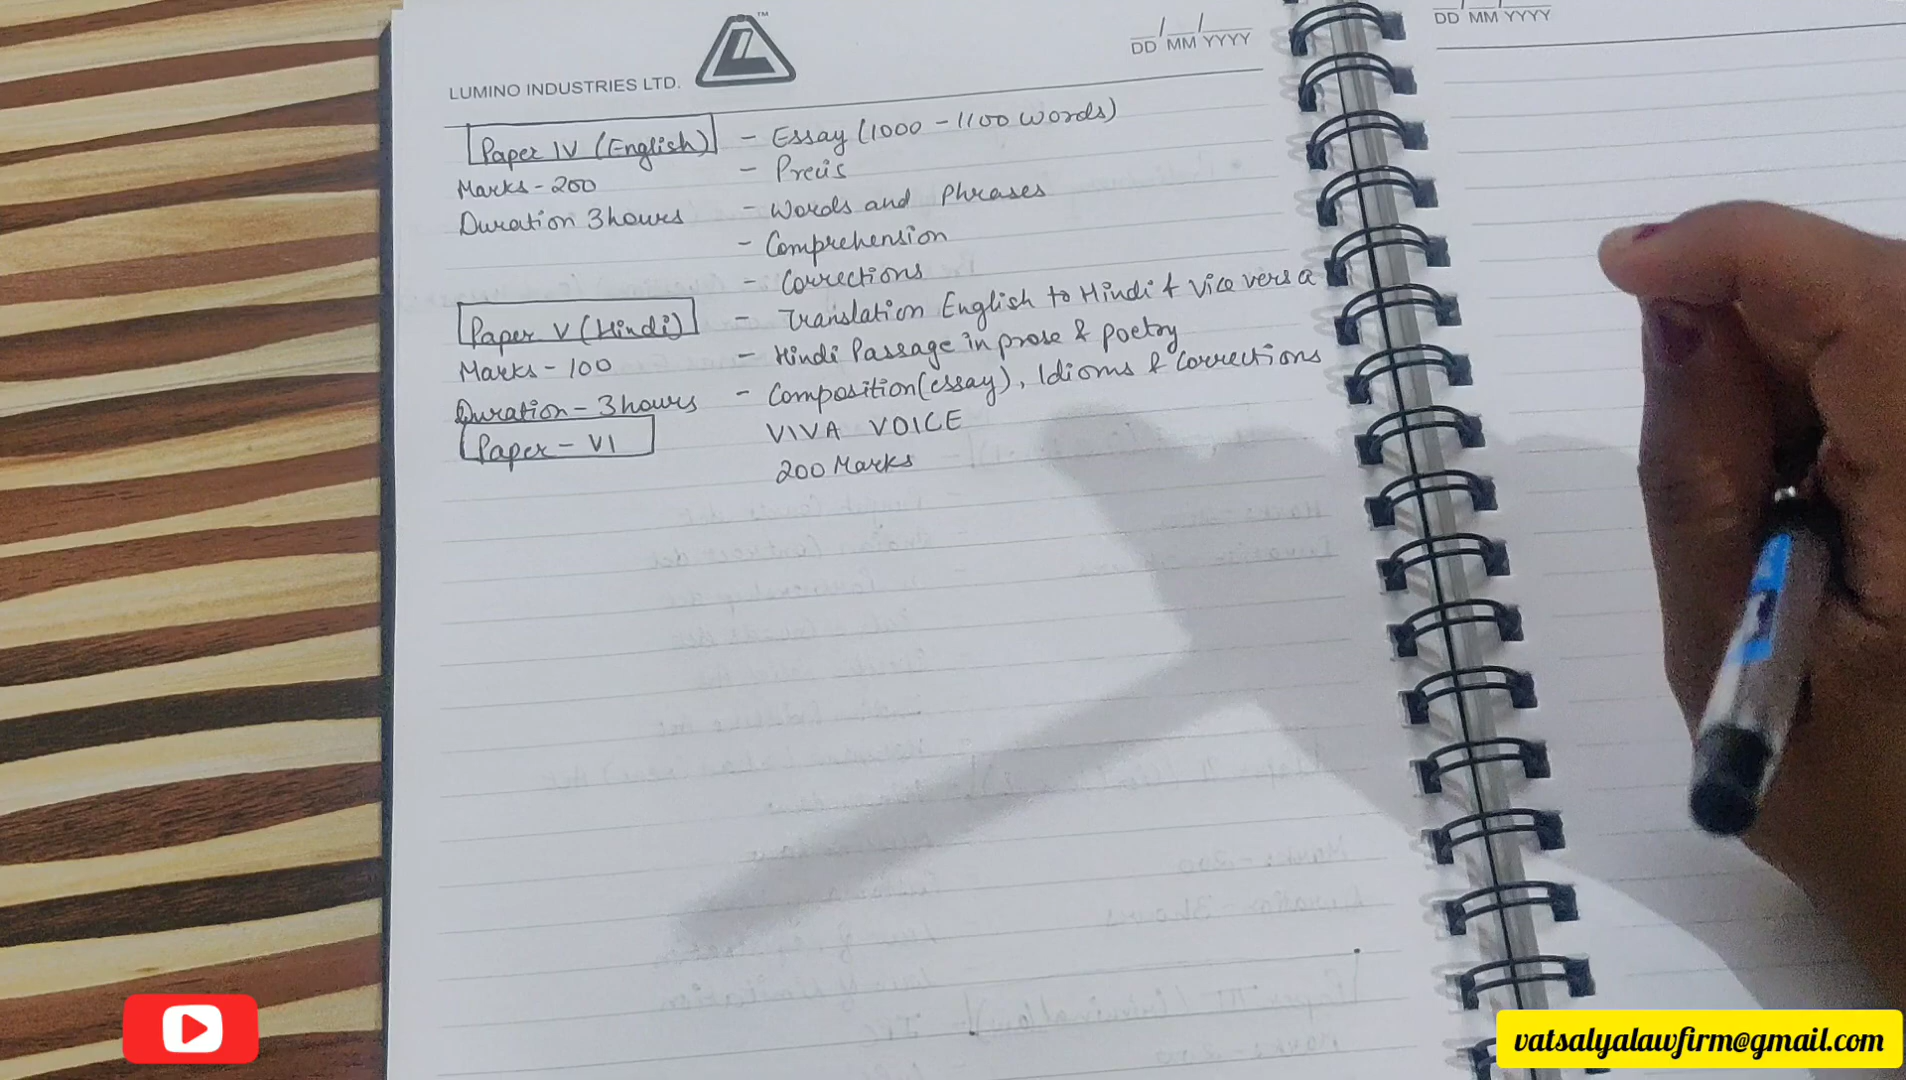 LUMINO INDUSTRIES LTD.
TM
DD/MM/YYYY
DD/MM/YYYY
Paper IV (English) - Essay (1000 - 1100 words)
Marks - 200 - Precis
Duration 3 hours - Words and Phrases
- Comprehension
- Corrections
Paper V (Hindi) - Translation English to Hindi & Vice versa
Marks - 100 - Hindi Passage in prose & poetry
Duration - 3 hours - Composition (essay), Idioms & Corrections
Paper - VI VIVA VOICE
200 Marks
vatsalyalawfirm@gmail.com